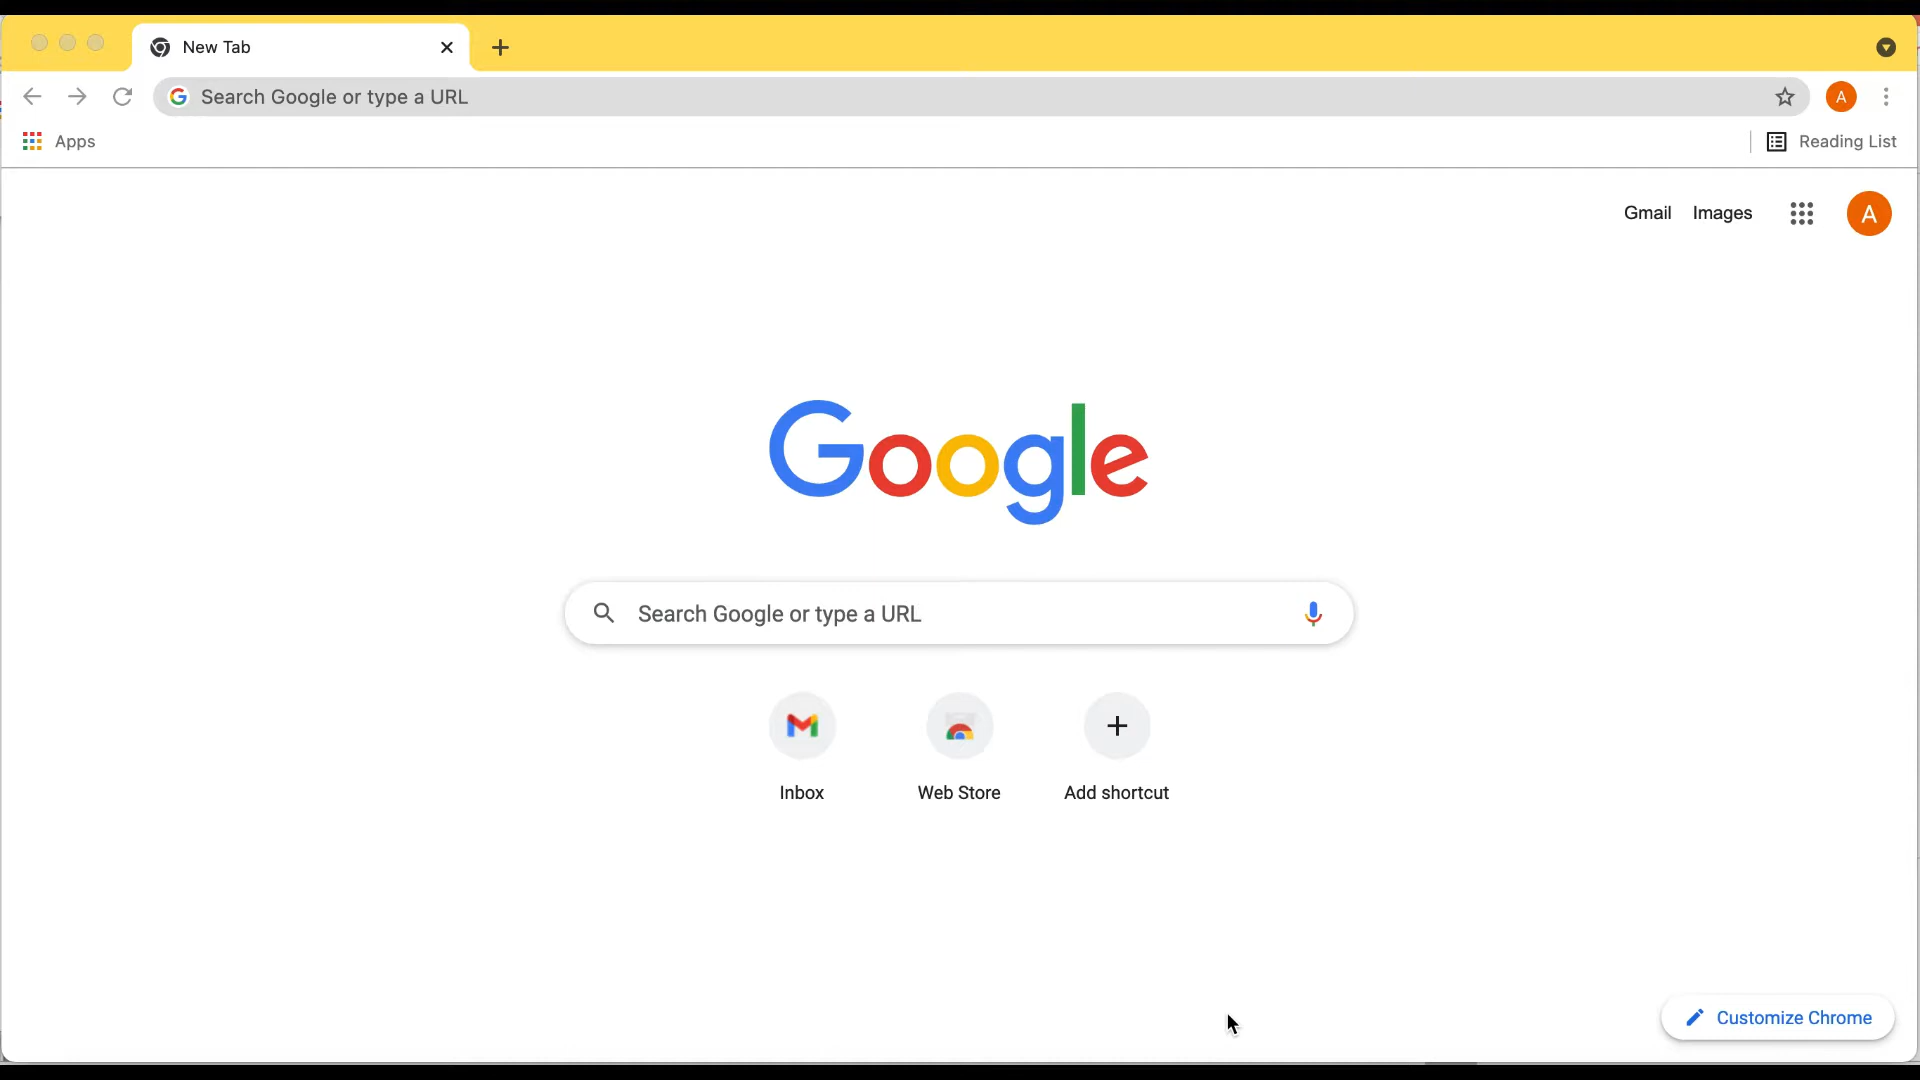 New Tab
Search Google or type a URL
A
Apps
Reading List
Gmail Images
A
Google
Search Google or type a URL
Inbox Web Store Add shortcut
Customize Chrome